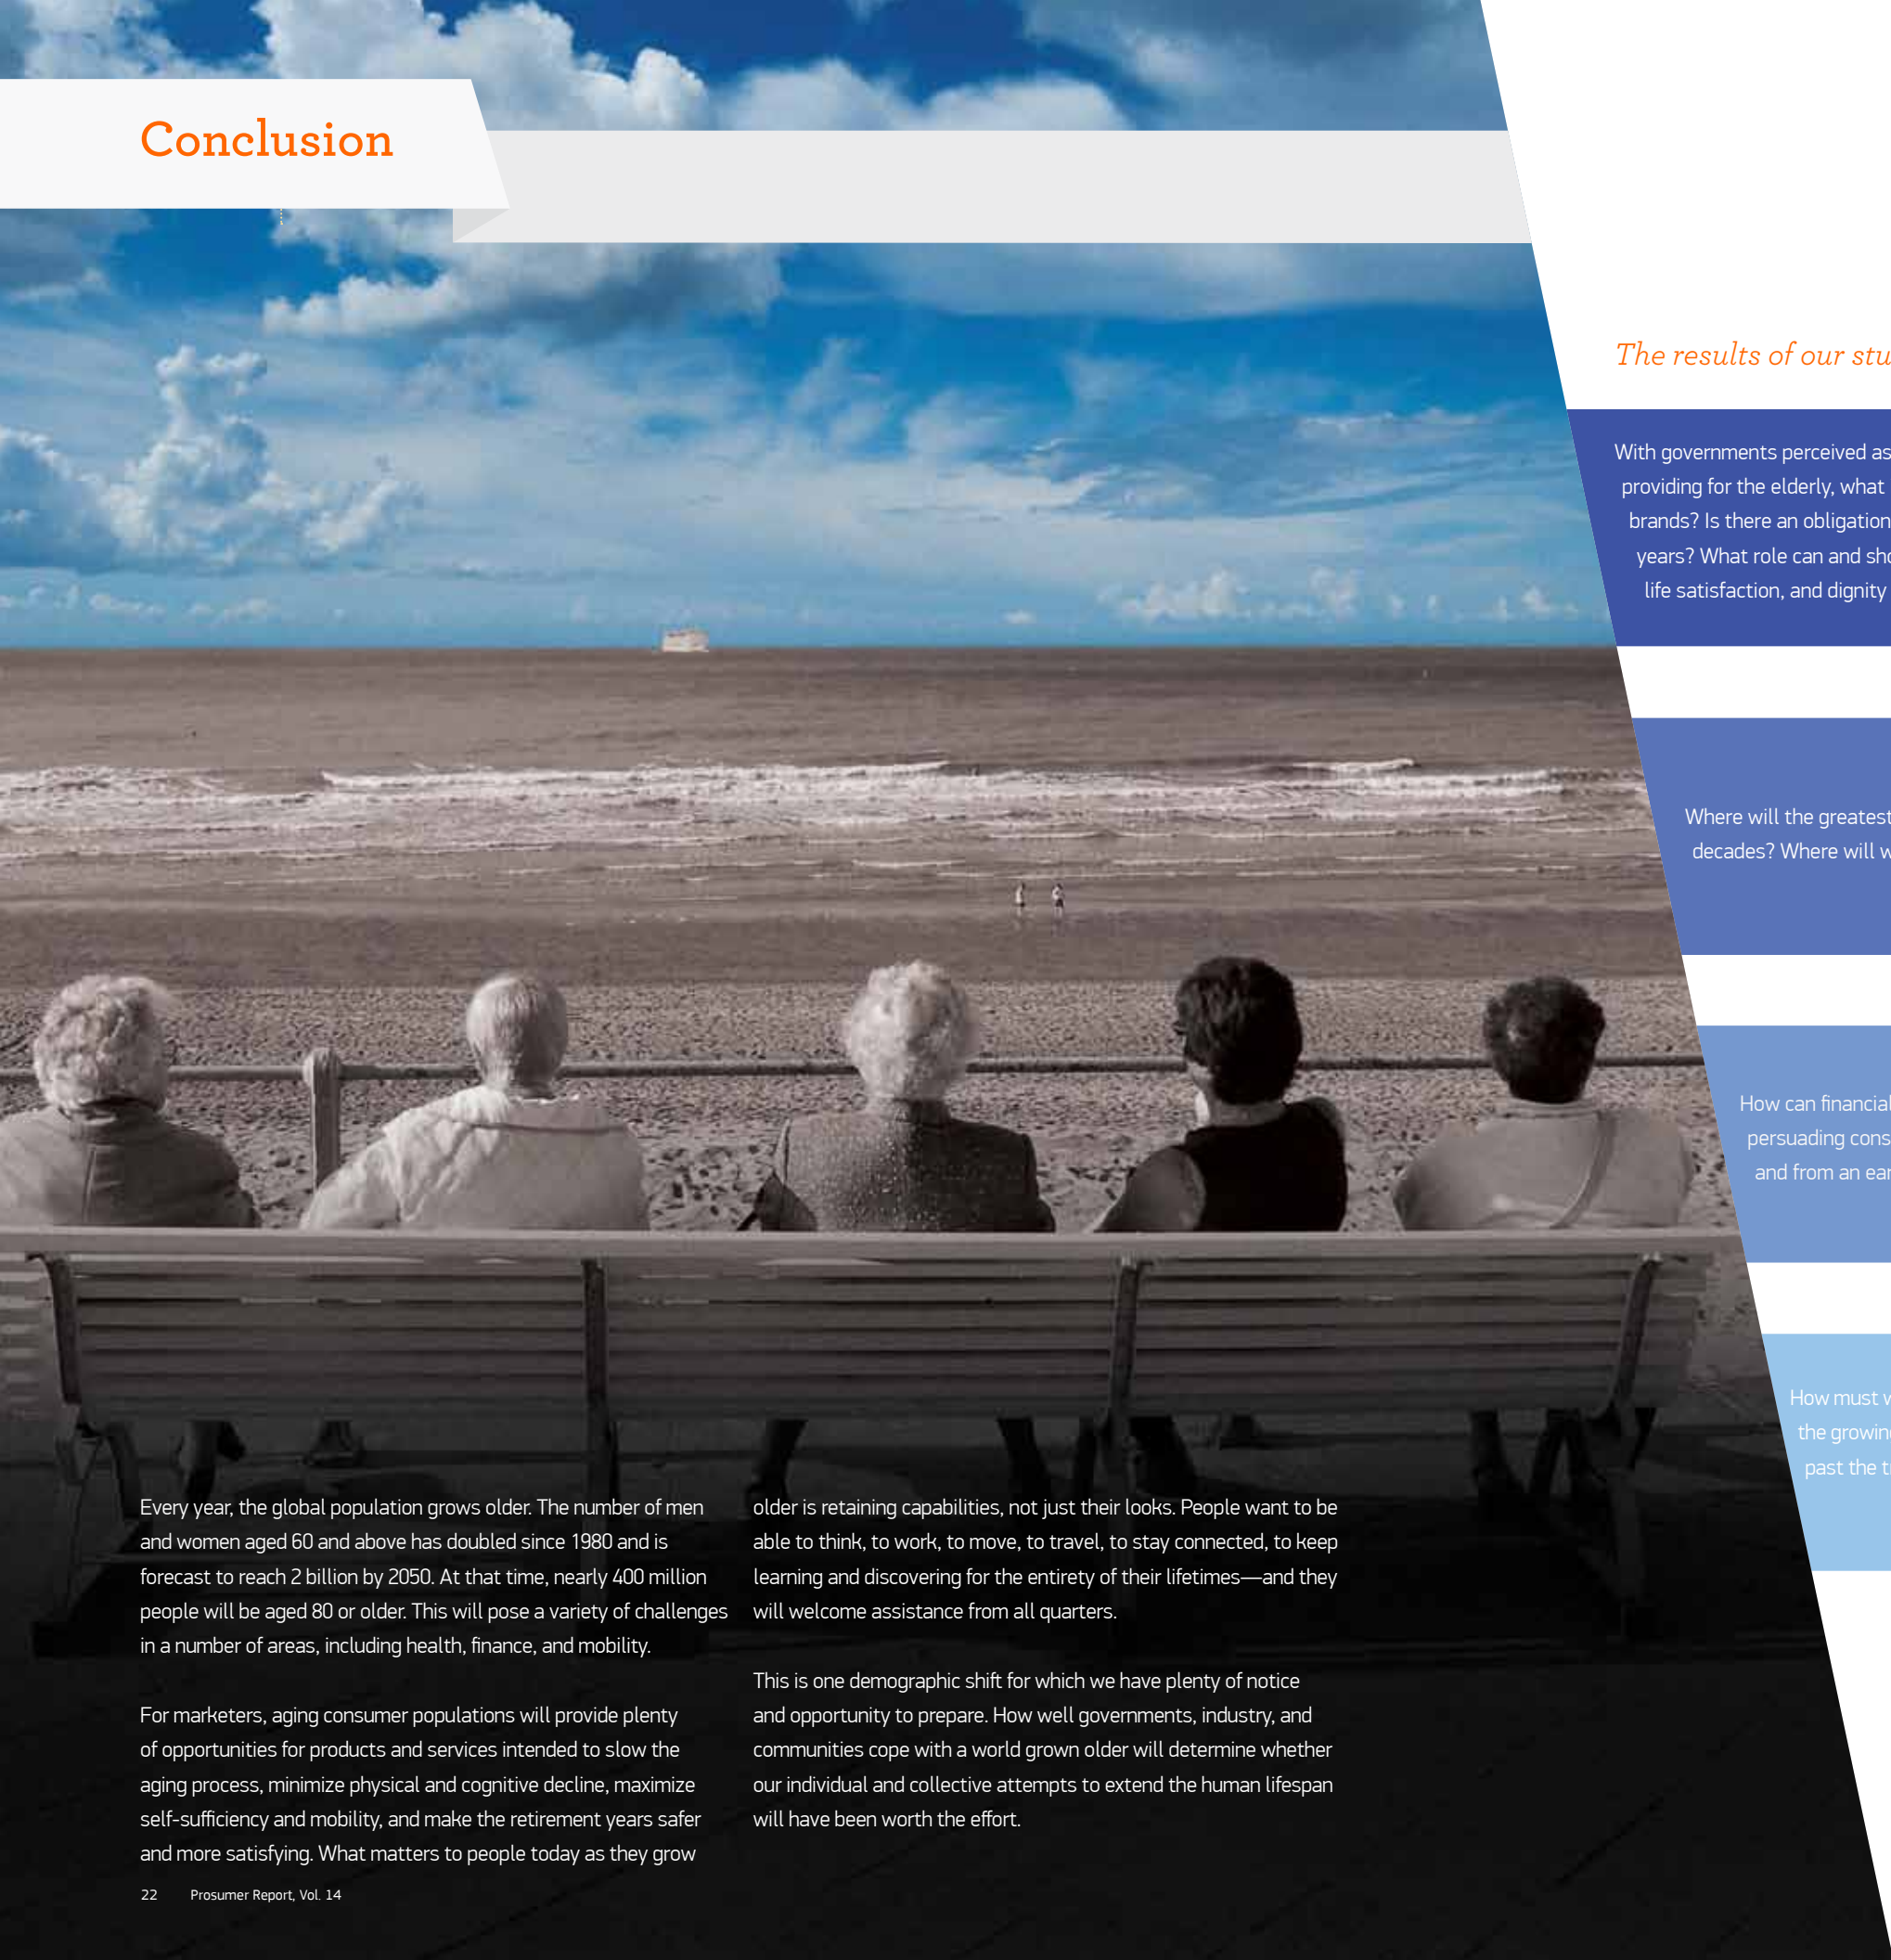 Conclusion
Every year, the global population grows older. The number of men
and women aged 60 and above has doubled since 1980 and is
forecast to reach 2 billion by 2050. At that time, nearly 400 million
people will be aged 80 or older. This will pose a variety of challenges
in a number of areas, including health, finance, and mobility.
For marketers, aging consumer populations will provide plenty
of opportunities for products and services intended to slow the
aging process, minimize physical and cognitive decline, maximize
self-sufficiency and mobility, and make the retirement years safer
and more satisfying. What matters to people today as they grow
older is retaining capabilities, not just their looks. People want to be
able to think, to work, to move, to travel, to stay connected, to keep
learning and discovering for the entirety of their lifetimes—and they
will welcome assistance from all quarters.
This is one demographic shift for which we have plenty of notice
and opportunity to prepare. How well governments, industry, and
communities cope with a world grown older will determine whether
our individual and collective attempts to extend the human lifespan
will have been worth the effort.
22 Prosumer Report, Vol. 14
The results of our
With governments perceived as
providing for the elderly, what
brands? Is there an obligation
years? What role can and
life satisfaction, and dignity
Where will the greatest
decades? Where will
How can financial
persuading
and from an
How must
the
past the